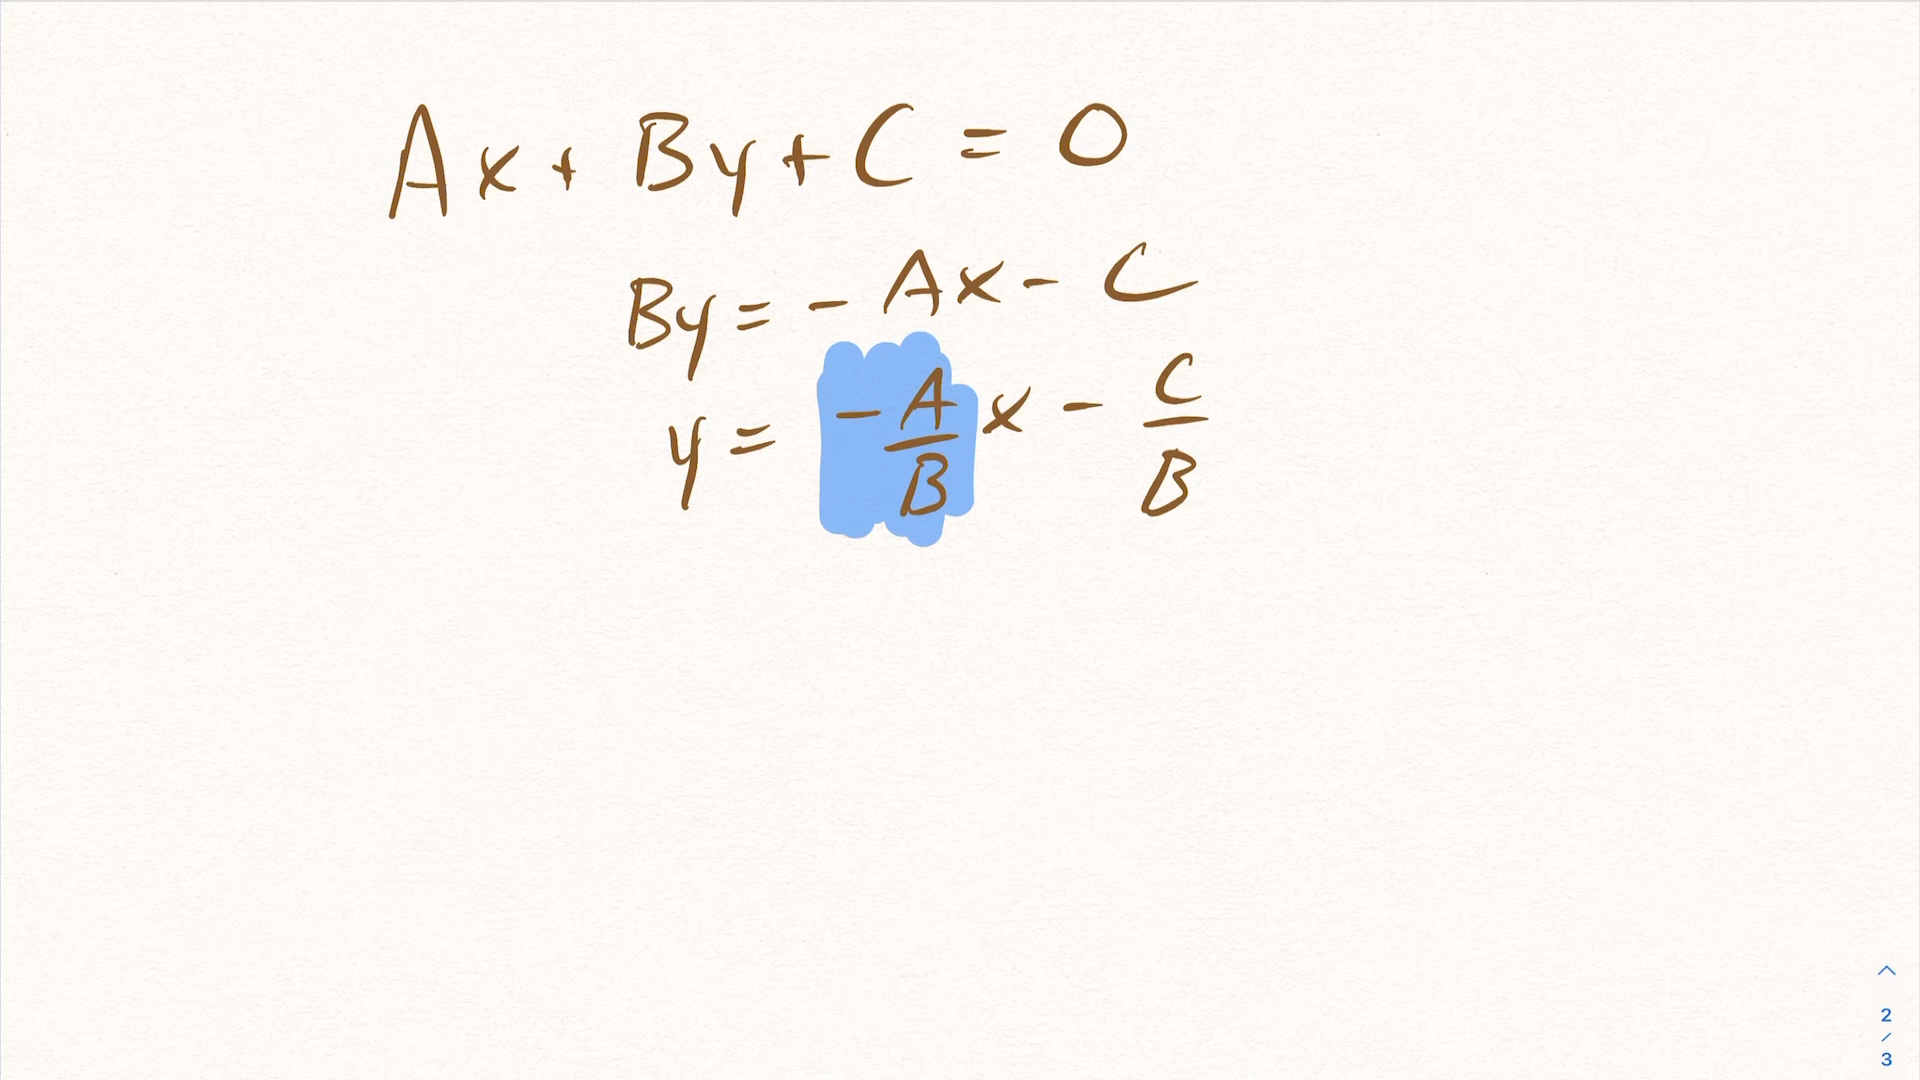 Ax + By + C = 0
By = - Ax - C
y = - A/B x - C/B
2
/
3